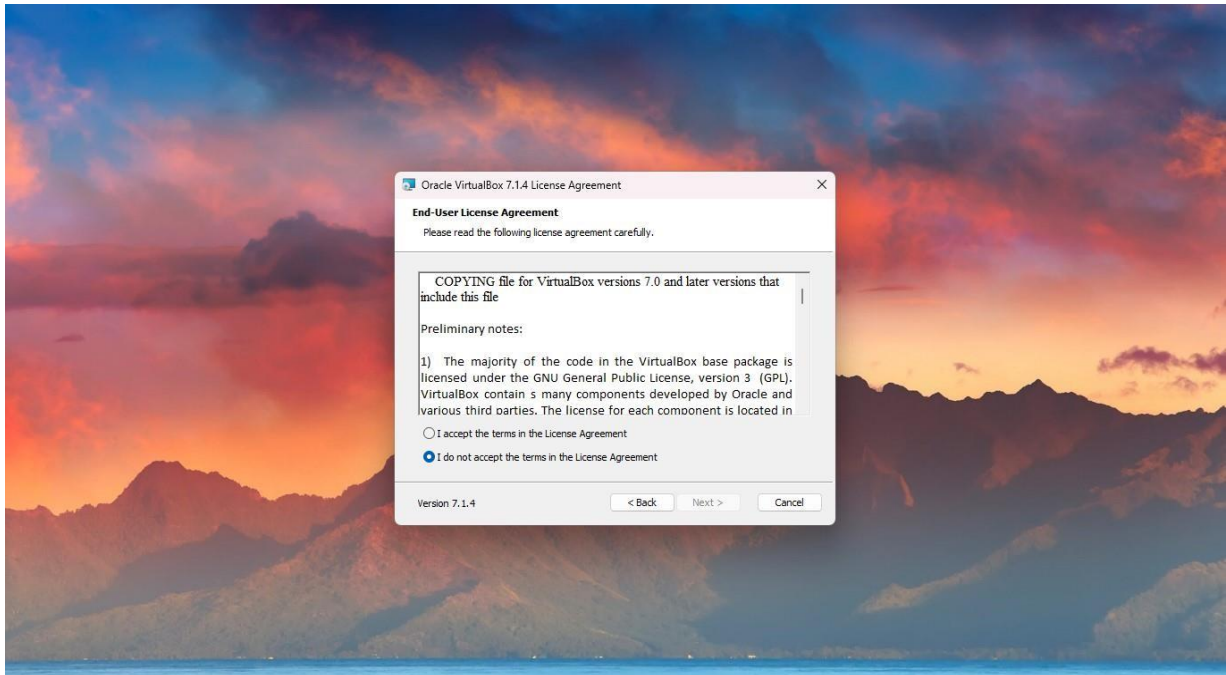 Oracle VirtualBox 7.1.4 License Agreement
End-User License Agreement
Please read the following license agreement carefully.
COPYING file for VirtualBox versions 7.0 and later versions that
include this file
Preliminary notes:
1) The majority of the code in the VirtualBox base package is
licensed under the GNU General Public License, version 3 (GPL).
VirtualBox contain s many components developed by Oracle and
various third parties. The license for each component is located in
I accept the terms in the License Agreement
I do not accept the terms in the License Agreement
Version 7.1.4
< Back Next > Cancel